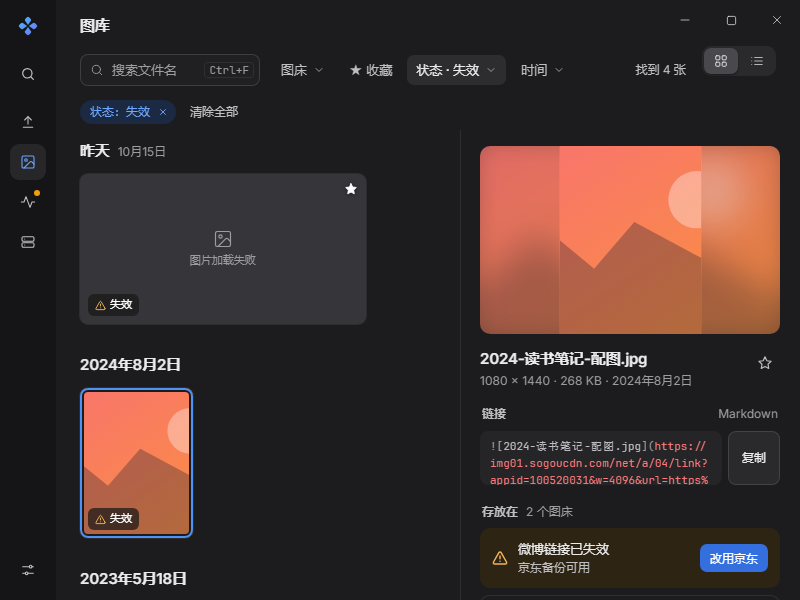 图库
搜索文件名 Ctrl+F
图床
收藏
状态 · 失效
时间
找到 4 张
状态：失效 ×
清除全部
昨天 10月15日
图片加载失败
失效
2024年8月2日
失效
2023年5月18日
2024-读书笔记-配图.jpg
1080 × 1440 · 268 KB · 2024年8月2日
链接 Markdown
![2024-读书笔记-配图.jpg](https://
img01.sogoucdn.com/net/a/04/link?
appid=100520031&w=4096&url=https%
复制
存放在 2 个图床
微博链接已失效
京东备份可用
改用京东